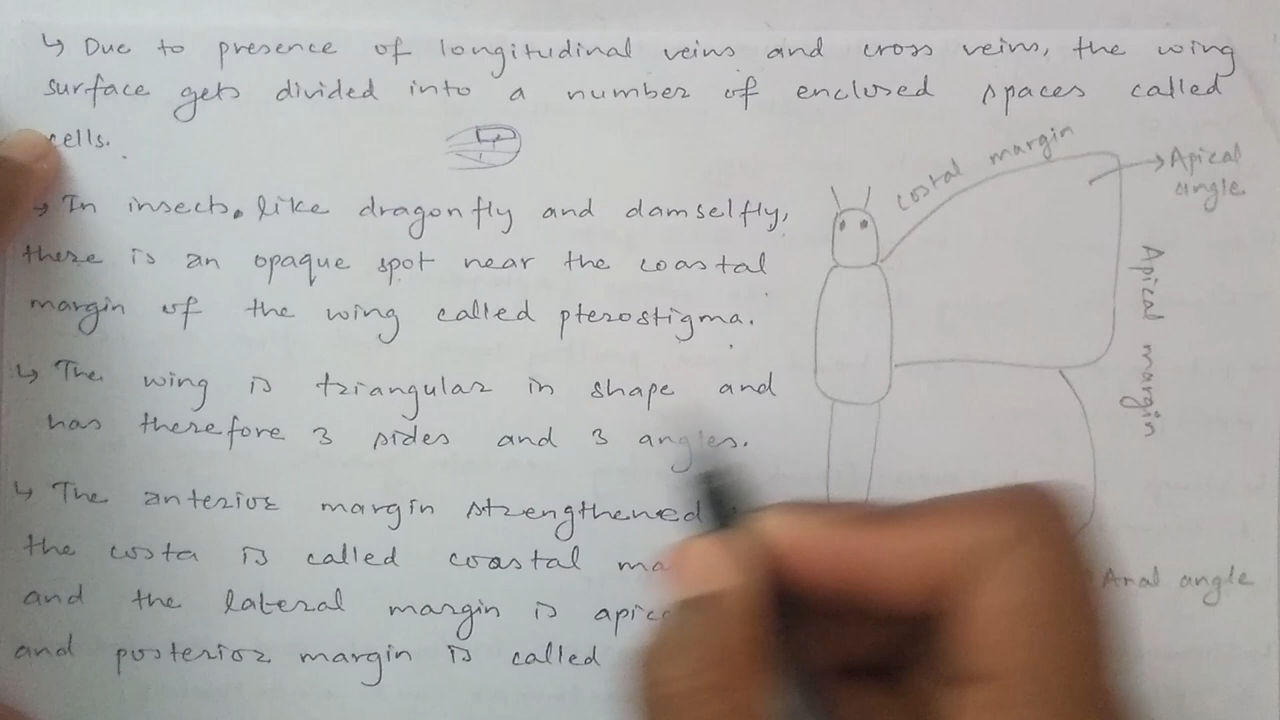 ↳ Due to presence of longitudinal veins and cross veins, the wing
surface gets divided into a number of enclosed spaces called
cells.
→ In insects, like dragonfly and damselfly,
there is an opaque spot near the coastal
margin of the wing called pterostigma.
↳ The wing is triangular in shape and
has therefore 3 sides and 3 angles.
↳ The anterior margin strengthened
the costa is called coastal
and the lateral margin is
and posterior margin is called
costal margin
→ Apical
angle
Apical margin
Anal angle